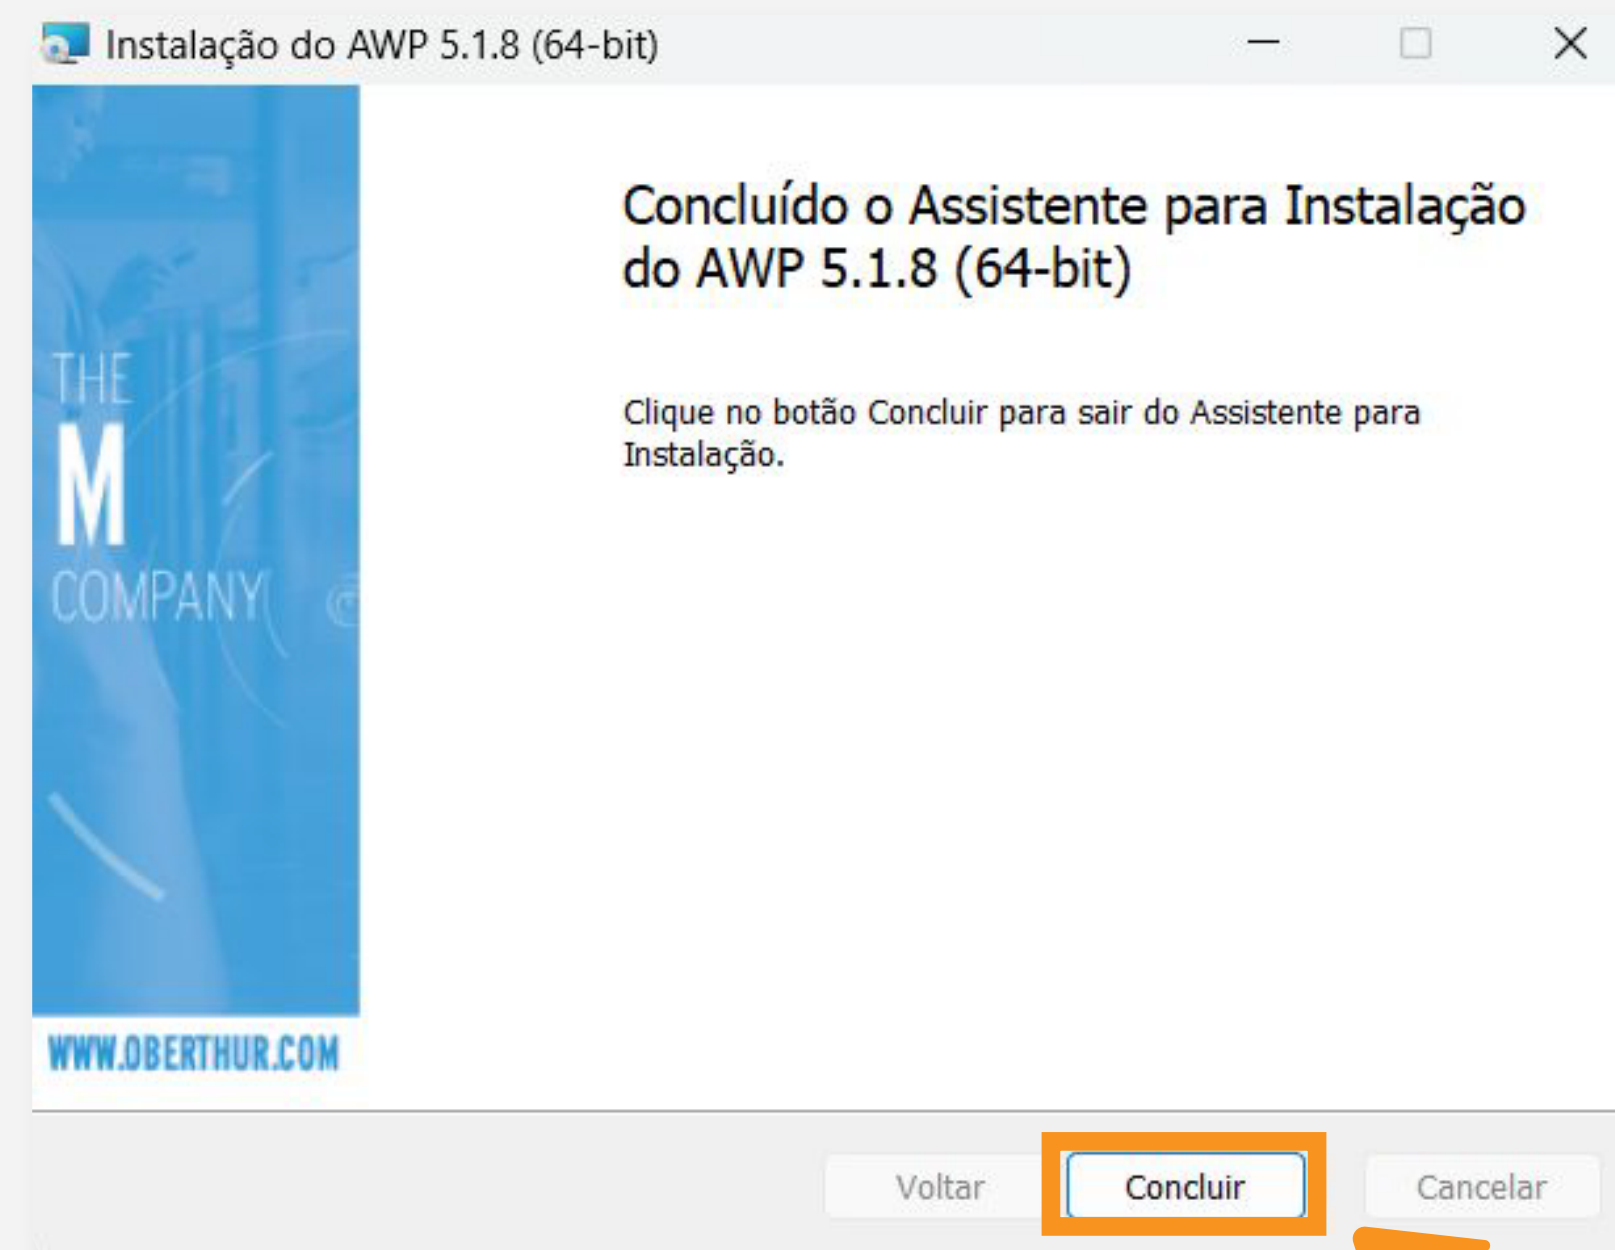 Instalação do AWP 5.1.8 (64-bit)
THE
M
COMPANY
WWW.OBERTHUR.COM
Concluído o Assistente para Instalação
do AWP 5.1.8 (64-bit)
Clique no botão Concluir para sair do Assistente para
Instalação.
Voltar
Concluir
Cancelar